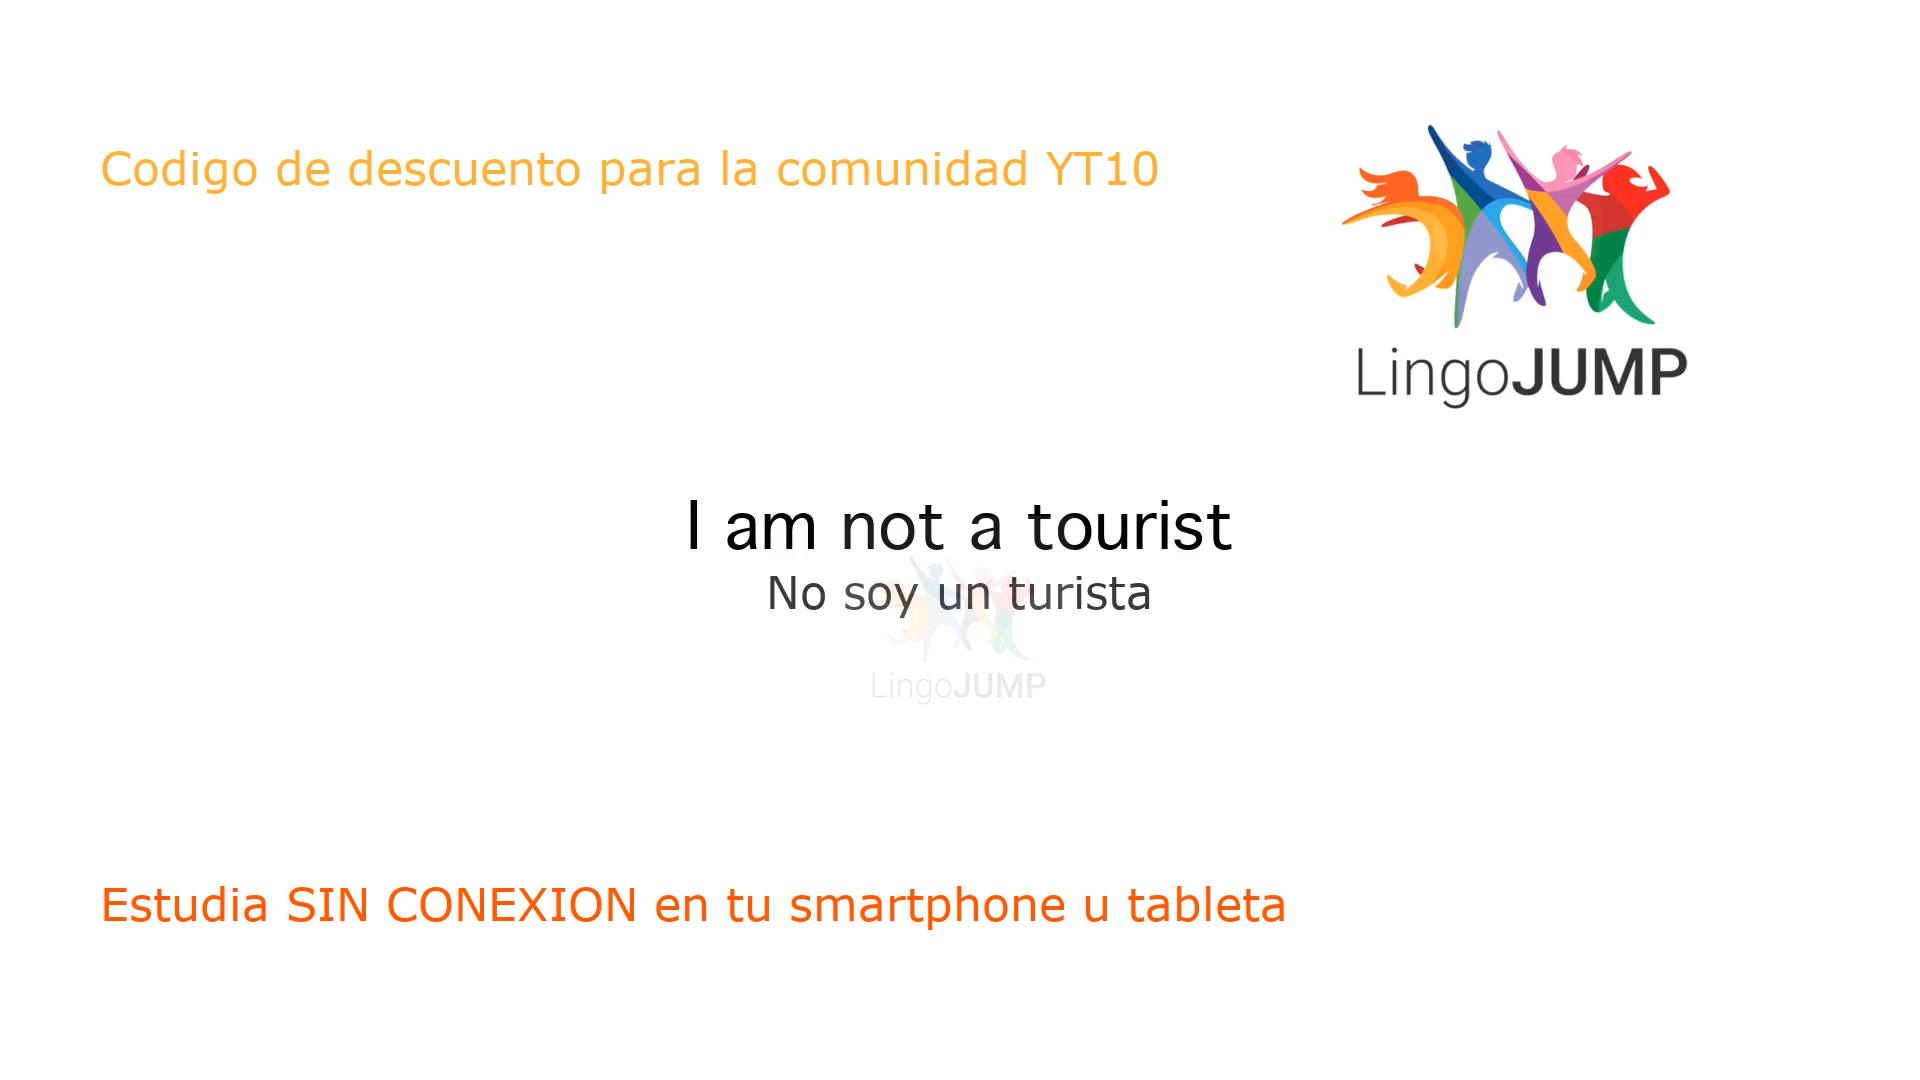 Codigo de descuento para la comunidad YT10
LingoJUMP
I am not a tourist
No soy un turista
LingoJUMP
Estudia SIN CONEXION en tu smartphone u tableta